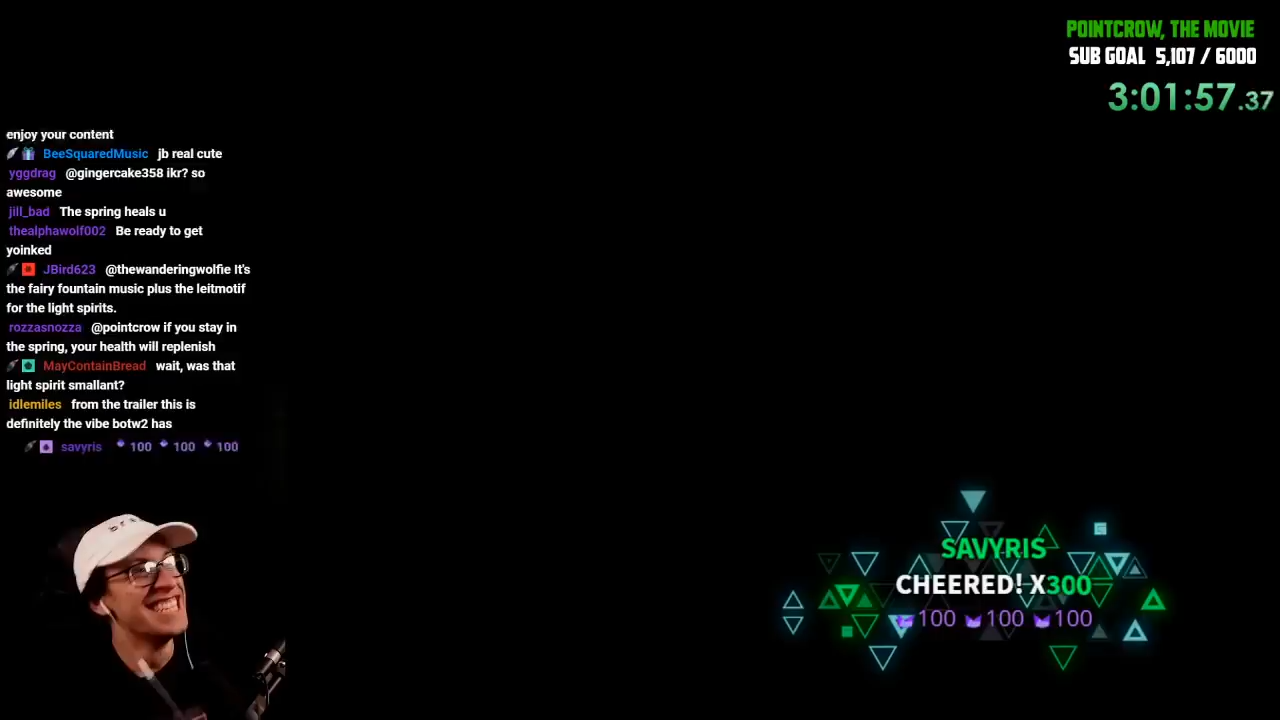 POINTCROW, THE MOVIE
SUB GOAL 5,107 / 6000
3:01:57.37
enjoy your content
BeeSquaredMusic jb real cute
yggdrag @gingercake358 ikr? so
awesome
jill_bad The spring heals u
thealphawolf002 Be ready to get
yoinked
JBird623 @thewanderingwolfie It's
the fairy fountain music plus the leitmotif
for the light spirits.
rozzasnozza @pointcrow if you stay in
the spring, your health will replenish
MayContainBread wait, was that
light spirit smallant?
idlemiles from the trailer this is
definitely the vibe botw2 has
savyris 100 100 100
SAVYRIS
CHEERED! X300
100 100 100